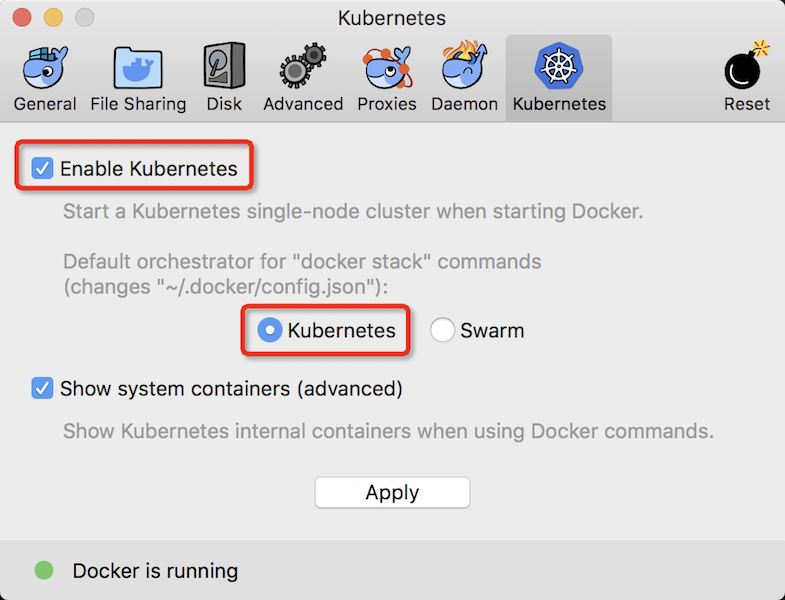 Kubernetes
General File Sharing Disk Advanced Proxies Daemon Kubernetes Reset
Enable Kubernetes
Start a Kubernetes single-node cluster when starting Docker.
Default orchestrator for "docker stack" commands
(changes "~/.docker/config.json"):
Kubernetes Swarm
Show system containers (advanced)
Show Kubernetes internal containers when using Docker commands.
Apply
Docker is running